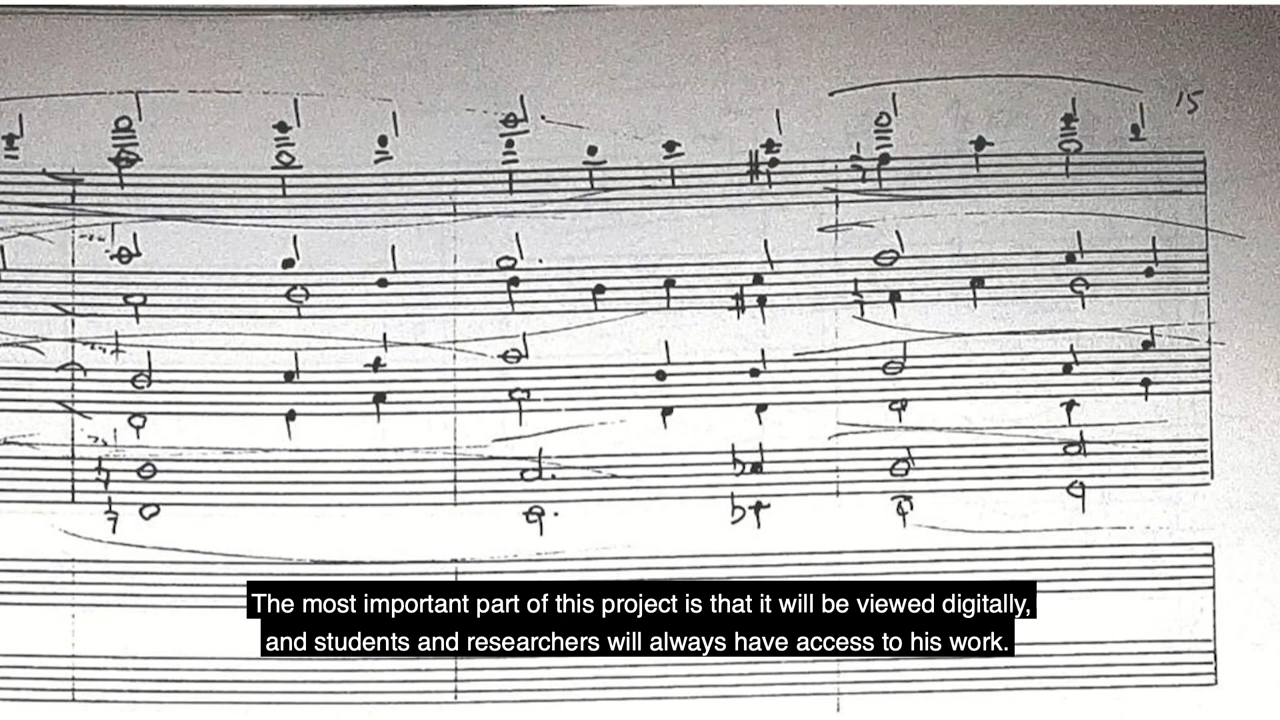 15
The most important part of this project is that it will be viewed digitally,
and students and researchers will always have access to his work.